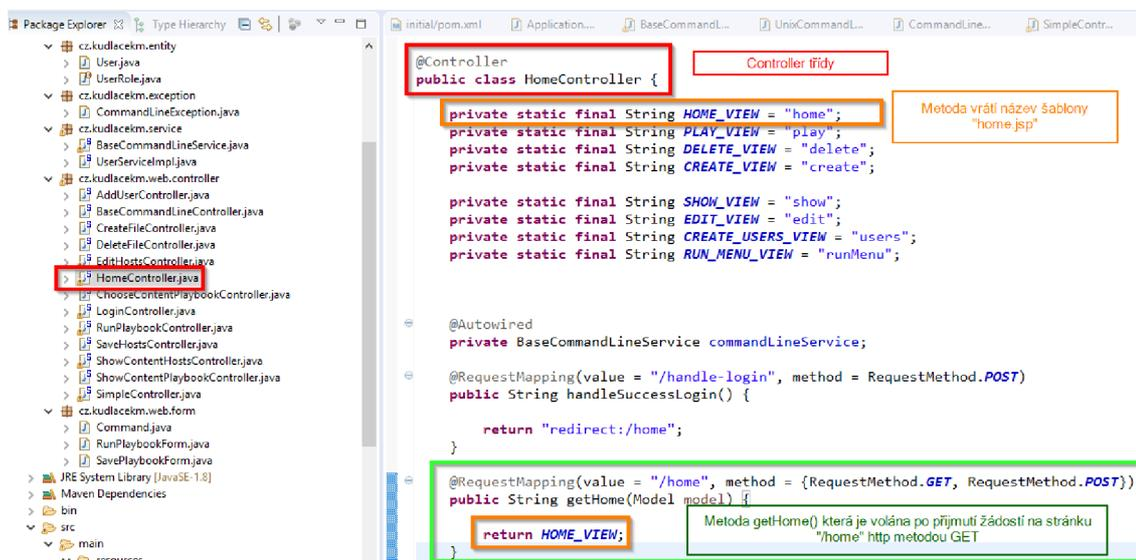 Package Explorer
Type Hierarchy
cz.kudlacekm.entity
User.java
UserRole.java
cz.kudlacekm.exception
CommandLineException.java
cz.kudlacekm.service
BaseCommandLineService.java
UserServiceImpl.java
cz.kudlacekm.web.controller
AddUserController.java
BaseCommandLineController.java
CreateFileController.java
DeleteFileController.java
EditHostsController.java
HomeController.java
ChooseContentPlaybookController.java
LoginController.java
RunPlaybookController.java
SaveHostsController.java
ShowContentHostsController.java
ShowContentPlaybookController.java
SimpleController.java
cz.kudlacekm.web.form
Command.java
RunPlaybookForm.java
SavePlaybookForm.java
JRE System Library [JavaSE-1.8]
Maven Dependencies
bin
src
main
resources
initial/pom.xml
Application....
BaseCommandL...
UnixCommandL...
CommandLine...
SimpleContr...
@Controller
public class HomeController {
Controller třídy
private static final String HOME_VIEW = "home";
private static final String PLAY_VIEW = "play";
private static final String DELETE_VIEW = "delete";
private static final String CREATE_VIEW = "create";
Metoda vrátí název šablony
"home.jsp"
private static final String SHOW_VIEW = "show";
private static final String EDIT_VIEW = "edit";
private static final String CREATE_USERS_VIEW = "users";
private static final String RUN_MENU_VIEW = "runMenu";
@Autowired
private BaseCommandLineService commandLineService;
@RequestMapping(value = "/handle-login", method = RequestMethod.POST)
public String handleSuccessLogin() {
return "redirect:/home";
}
@RequestMapping(value = "/home", method = {RequestMethod.GET, RequestMethod.POST})
public String getHome(Model model) {
return HOME_VIEW;
}
Metoda getHome() která je volána po přijmutí žádostí na stránku
"/home" http metodou GET